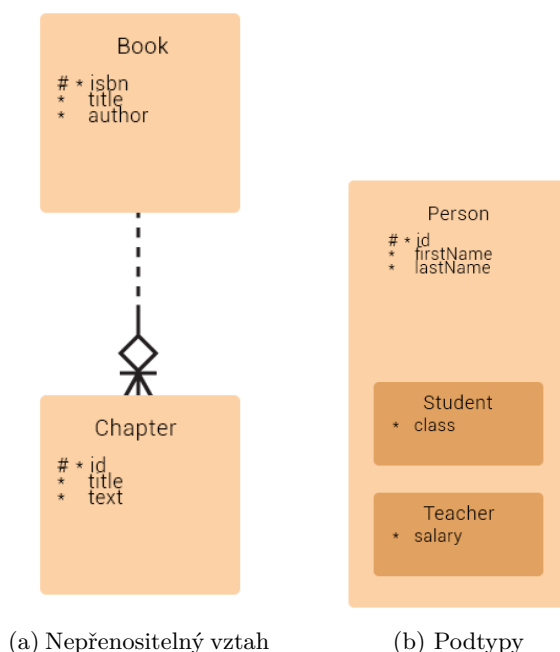 Book
# * isbn
* title
* author
Chapter
# * id
* title
* text
(a) Nepřenositelný vztah
Person
# * id
* firstName
* lastName
Student
* class
Teacher
* salary
(b) Podtypy